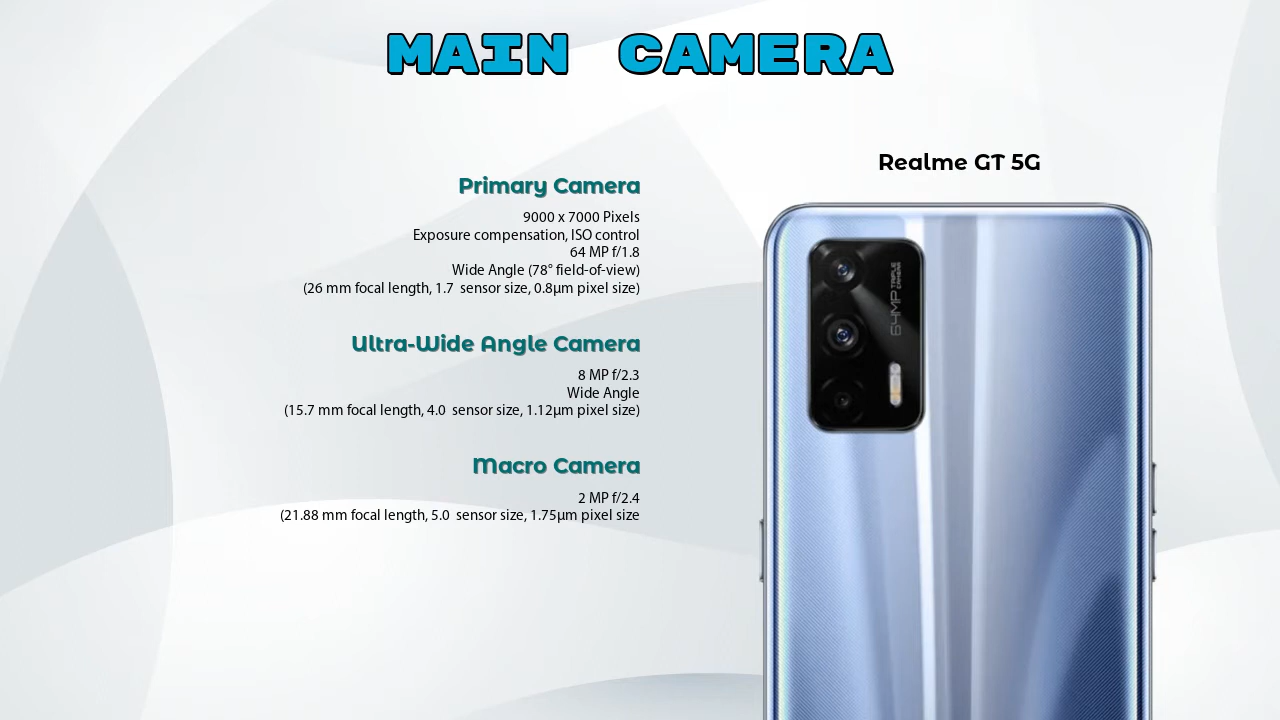 MAIN CAMERA
Realme GT 5G
Primary Camera
9000 x 7000 Pixels
Exposure compensation, ISO control
64 MP f/1.8
Wide Angle (78° field-of-view)
(26 mm focal length, 1.7  sensor size, 0.8µm pixel size)
Ultra-Wide Angle Camera
8 MP f/2.3
Wide Angle
(15.7 mm focal length, 4.0  sensor size, 1.12µm pixel size)
Macro Camera
2 MP f/2.4
(21.88 mm focal length, 5.0  sensor size, 1.75µm pixel size
64MP TRIPLE
CAMERA